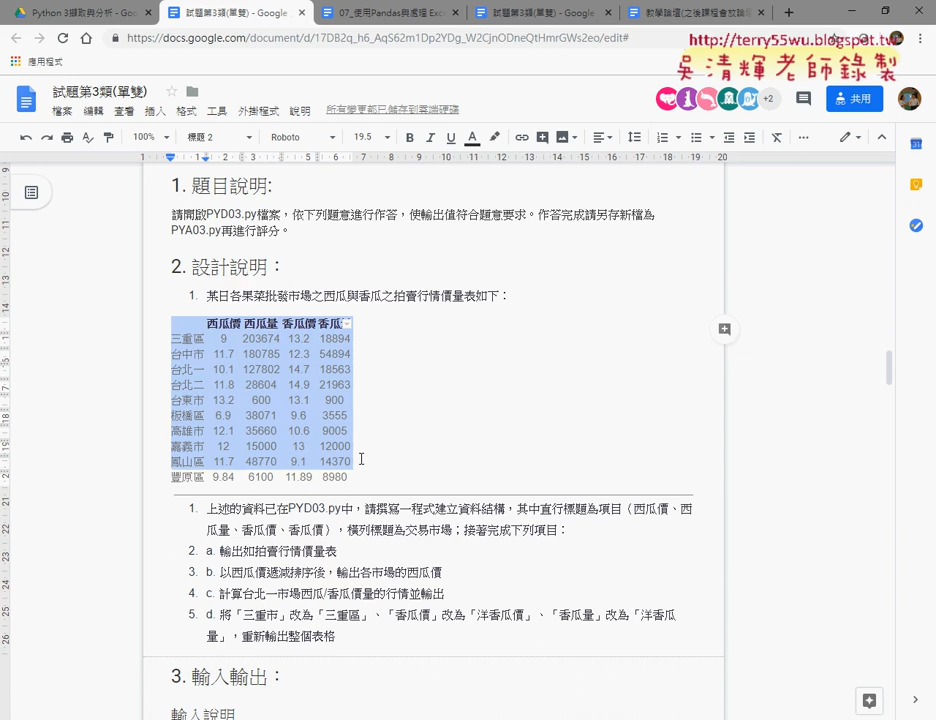 Python 3擷取與分析 - Goo
試題第3類(單雙) - Google
07_使用Pandas與處理 Exc
試題第3類(單雙) - Google
教學論壇(之後課程會放論
https://docs.google.com/document/d/17DB2q_h6_AqS62m1Dp2YDg_W2CjnODneQtHmrGWs2eo/edit#
http://terry55wu.blogspot.tw
吳清輝老師錄製
應用程式
試題第3類(單雙)
檔案 編輯 查看 插入 格式 工具 外掛程式 說明 所有變更都已儲存到雲端硬碟
+2
共用
100% 標題 2 Roboto 19.5 B I U A
1. 題目說明:
請開啟PYD03.py檔案，依下列題意進行作答，使輸出值符合題意要求。作答完成請另存新檔為
PYA03.py再進行評分。
2. 設計說明：
1. 某日各果菜批發市場之西瓜與香瓜之拍賣行情價量表如下：
西瓜價 西瓜量 香瓜價 香瓜
三重區 9 203674 13.2 18894
台中市 11.7 180785 12.3 54894
台北一 10.1 127802 14.7 18563
台北二 11.8 28604 14.9 21963
台東市 13.2 600 13.1 900
板橋區 6.9 38071 9.6 3555
高雄市 12.1 35660 10.6 9005
嘉義市 12 15000 13 12000
鳳山區 11.7 48770 9.1 14370
豐原區 9.84 6100 11.89 8980
1. 上述的資料已在PYD03.py中，請撰寫一程式建立資料結構，其中直行標題為項目（西瓜價、西
瓜量、香瓜價、香瓜價），橫列標題為交易市場；接著完成下列項目：
2. a. 輸出如拍賣行情價量表
3. b. 以西瓜價遞減排序後，輸出各市場的西瓜價
4. c. 計算台北一市場西瓜/香瓜價量的行情並輸出
5. d. 將「三重市」改為「三重區」、「香瓜價」改為「洋香瓜價」、「香瓜量」改為「洋香瓜
量」，重新輸出整個表格
3. 輸入輸出：
輸入說明